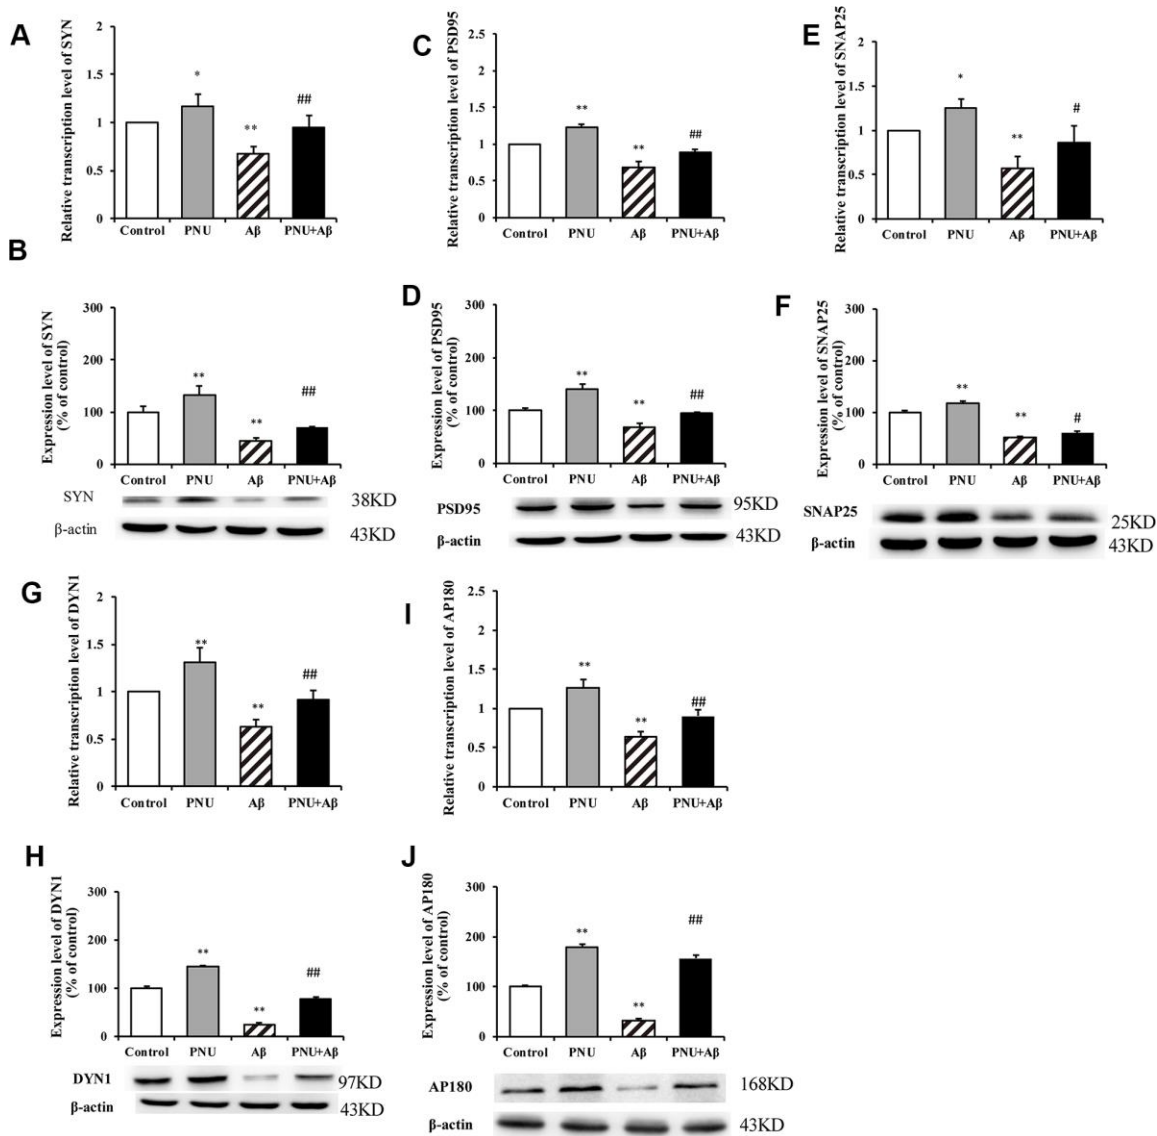 A
Relative transcription level of SYN
2
1.5
1
0.5
0
*
**
##
Control PNU Aβ PNU+Aβ
C
Relative transcription level of PSD95
2.5
2
1.5
1
0.5
0
**
**
##
Control PNU Aβ PNU+Aβ
E
Relative transcription level of SNAP25
2
1.5
1
0.5
0
*
**
#
Control PNU Aβ PNU+Aβ
B
Expression level of SYN
(% of control)
300
200
100
0
**
**
##
Control PNU Aβ PNU+Aβ
SYN 38KD
β-actin 43KD
D
Expression level of PSD95
(% of control)
300
200
100
0
**
**
##
Control PNU Aβ PNU+Aβ
PSD95 95KD
β-actin 43KD
F
Expression level of SNAP25
(% of control)
300
200
100
0
**
**
#
Control PNU Aβ PNU+Aβ
SNAP25 25KD
β-actin 43KD
G
Relative transcription level of DYN1
2
1.5
1
0.5
0
**
**
##
Control PNU Aβ PNU+Aβ
I
Relative transcription level of AP180
2.5
2
1.5
1
0.5
0
**
**
##
Control PNU Aβ PNU+Aβ
H
Expression level of DYN1
(% of control)
300
200
100
0
**
**
##
Control PNU Aβ PNU+Aβ
DYN1 97KD
β-actin 43KD
J
Expression level of AP180
(% of control)
300
200
100
0
**
**
##
Control PNU Aβ PNU+Aβ
AP180 168KD
β-actin 43KD